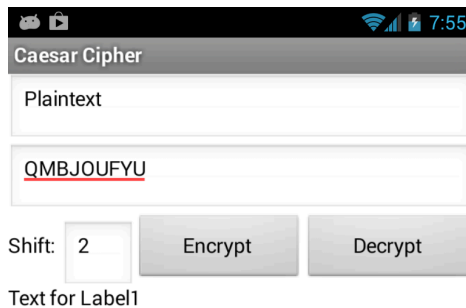 7:55
Caesar Cipher
Plaintext
QMBJOUFYU
Shift: 2 Encrypt Decrypt
Text for Label1